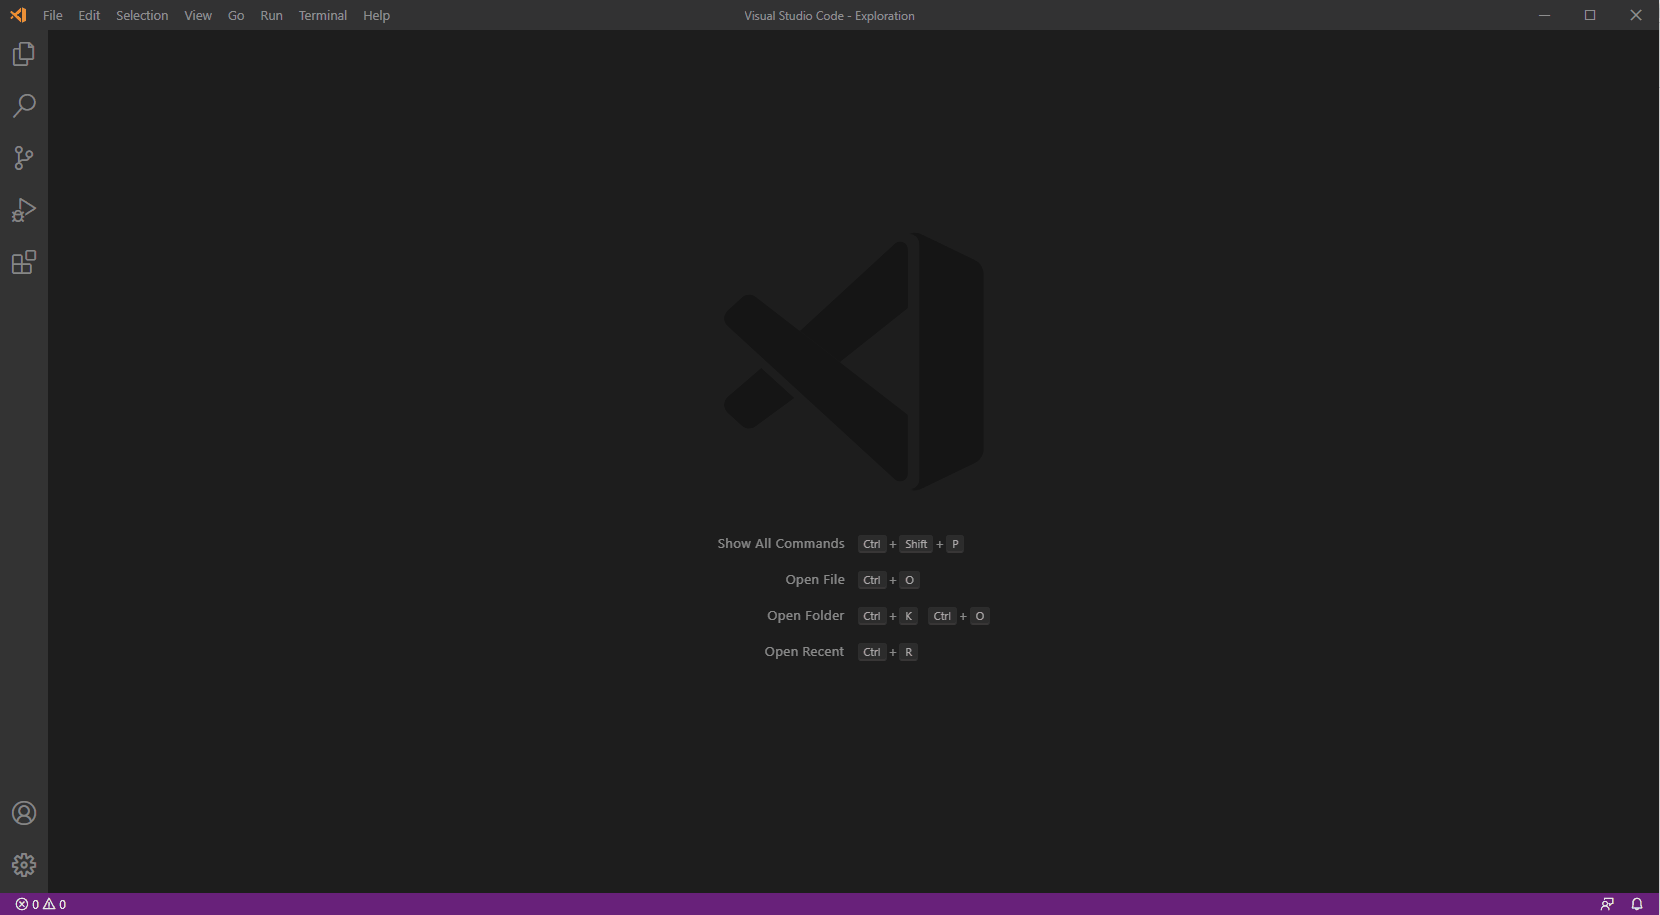 File Edit Selection View Go Run Terminal Help Visual Studio Code - Exploration
Show All Commands Ctrl + Shift + P
Open File Ctrl + O
Open Folder Ctrl + K Ctrl + O
Open Recent Ctrl + R
0 0